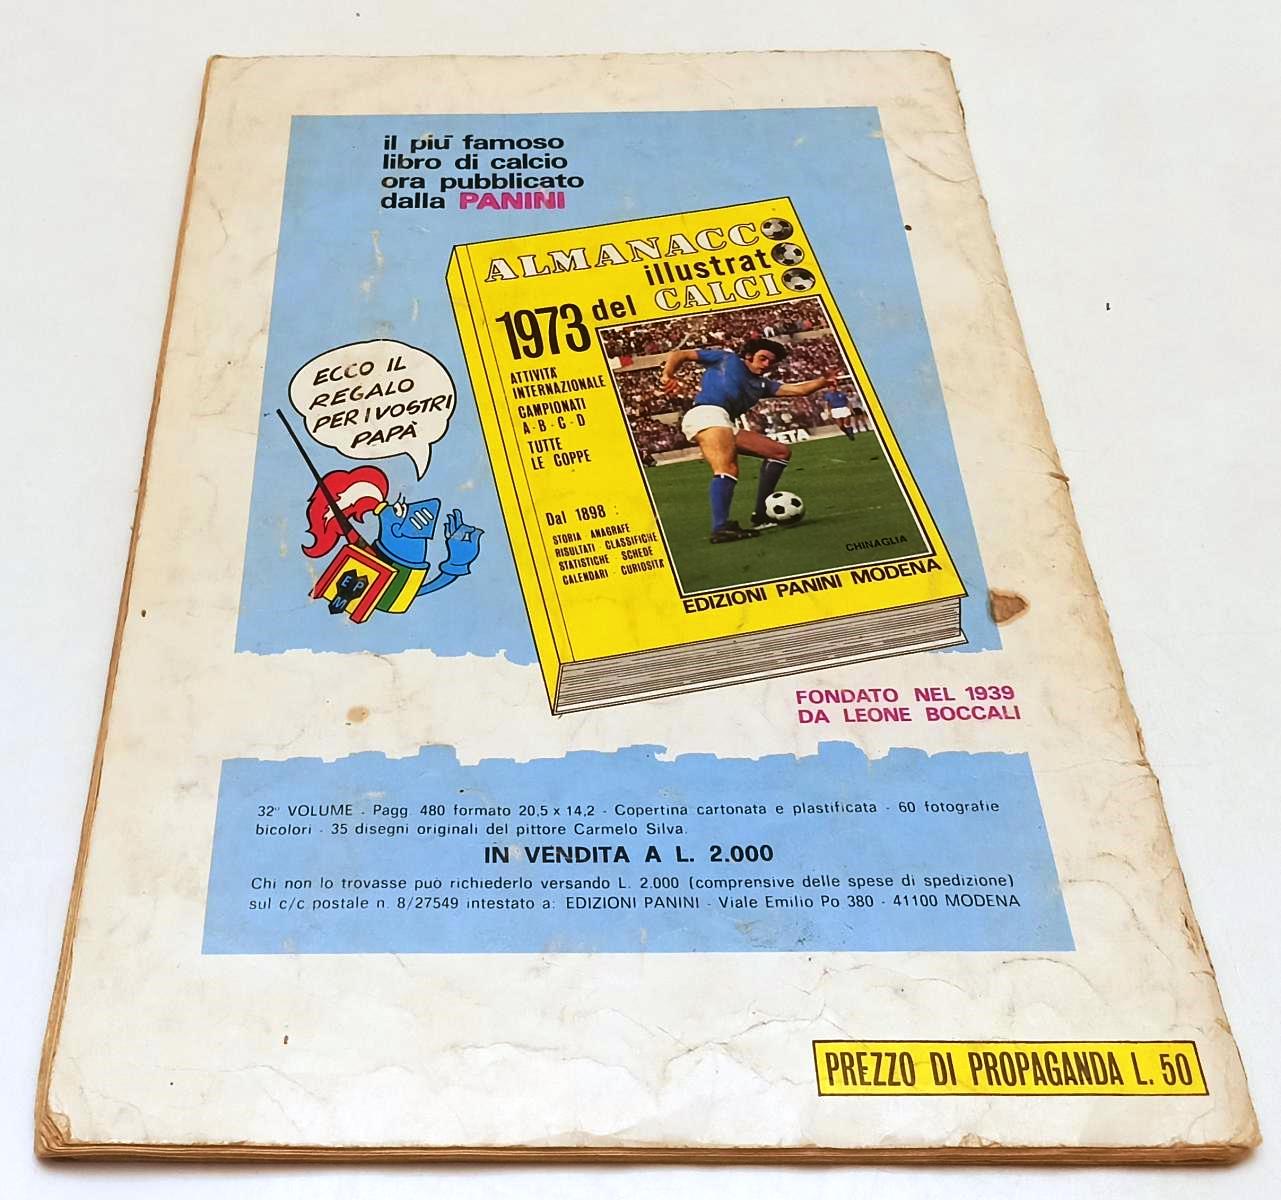 il più famoso
libro di calcio
ora pubblicato
dalla PANINI
ALMANACCO
illustrato
1973 del CALCIO
ATTIVITÀ
INTERNAZIONALE
CAMPIONATI
A - B - C - D
TUTTE
LE COPPE
Dal 1898 :
STORIA ANAGRAFE
RISULTATI CLASSIFICHE
STATISTICHE SCHEDE
CALENDARI - CURIOSITÀ
ZETA
CHINAGLIA
EDIZIONI PANINI MODENA
ECCO IL
REGALO
PER I VOSTRI
PAPÀ
E P
M
FONDATO NEL 1939
DA LEONE BOCCALI
32° VOLUME - Pagg. 480 formato 20,5 x 14,2 - Copertina cartonata e plastificata - 60 fotografie
bicolori - 35 disegni originali del pittore Carmelo Silva.
IN VENDITA A L. 2.000
Chi non lo trovasse può richiederlo versando L. 2.000 (comprensive delle spese di spedizione)
sul c/c postale n. 8/27549 intestato a: EDIZIONI PANINI - Viale Emilio Po 380 - 41100 MODENA
PREZZO DI PROPAGANDA L. 50